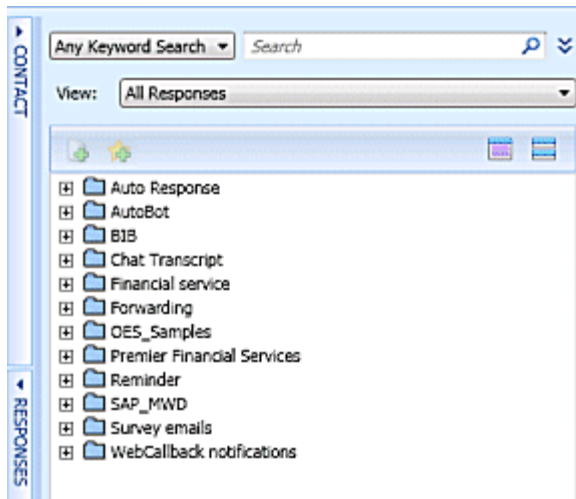 CONTACT
Any Keyword Search Search
View: All Responses
Auto Response
AutoBot
BIB
Chat Transcript
Financial service
Forwarding
OES_Samples
Premier Financial Services
Reminder
SAP_MWD
Survey emails
WebCallback notifications
RESPONSES